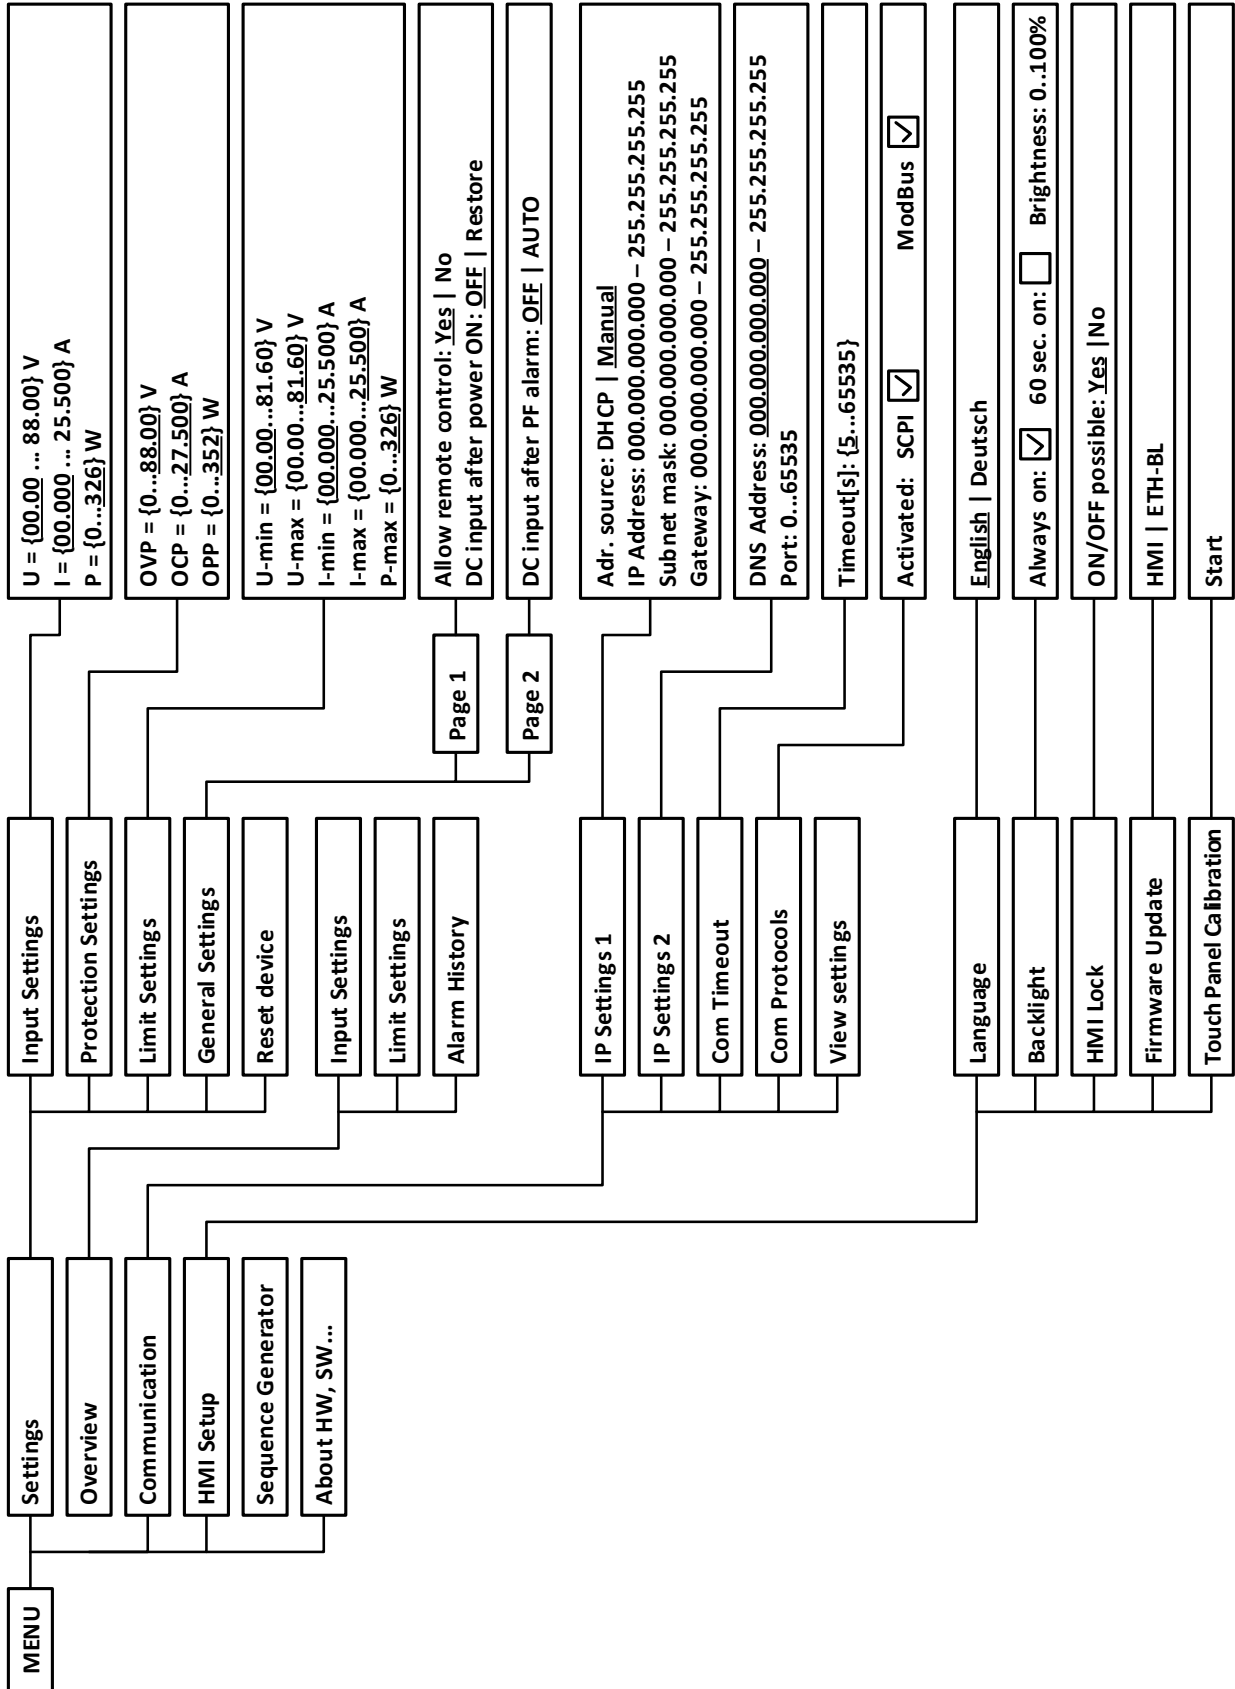 MENU
Settings
Overview
Communication
HMI Setup
Sequence Generator
About HW, SW...
Input Settings
Protection Settings
Limit Settings
General Settings
Reset device
Input Settings
Limit Settings
Alarm History
IP Settings 1
IP Settings 2
Com Timeout
Com Protocols
View settings
Language
Backlight
HMI Lock
Firmware Update
Touch Panel Calibration
Page 1
Page 2
U = {00.00 ... 88.00} V
I = {00.000 ... 25.500} A
P = {0...326} W
OVP = {0...88.00} V
OCP = {0...27.500} A
OPP = {0...352} W
U-min = {00.00...81.60} V
U-max = {00.00...81.60} V
I-min = {00.000...25.500} A
I-max = {00.000...25.500} A
P-max = {0...326} W
Allow remote control: Yes | No
DC input after power ON: OFF | Restore
DC input after PF alarm: OFF | AUTO
Adr. source: DHCP | Manual
IP Address: 000.000.000.000 – 255.255.255.255
Subnet mask: 000.000.000.000 – 255.255.255.255
Gateway: 000.000.000.000 – 255.255.255.255
DNS Address: 000.000.000.000 – 255.255.255.255
Port: 0...65535
Timeout[s]: {5...65535}
Activated: SCPI ☑ ModBus ☑
English | Deutsch
Always on: ☑ 60 sec. on: ☐ Brightness: 0..100%
ON/OFF possible: Yes |No
HMI | ETH-BL
Start